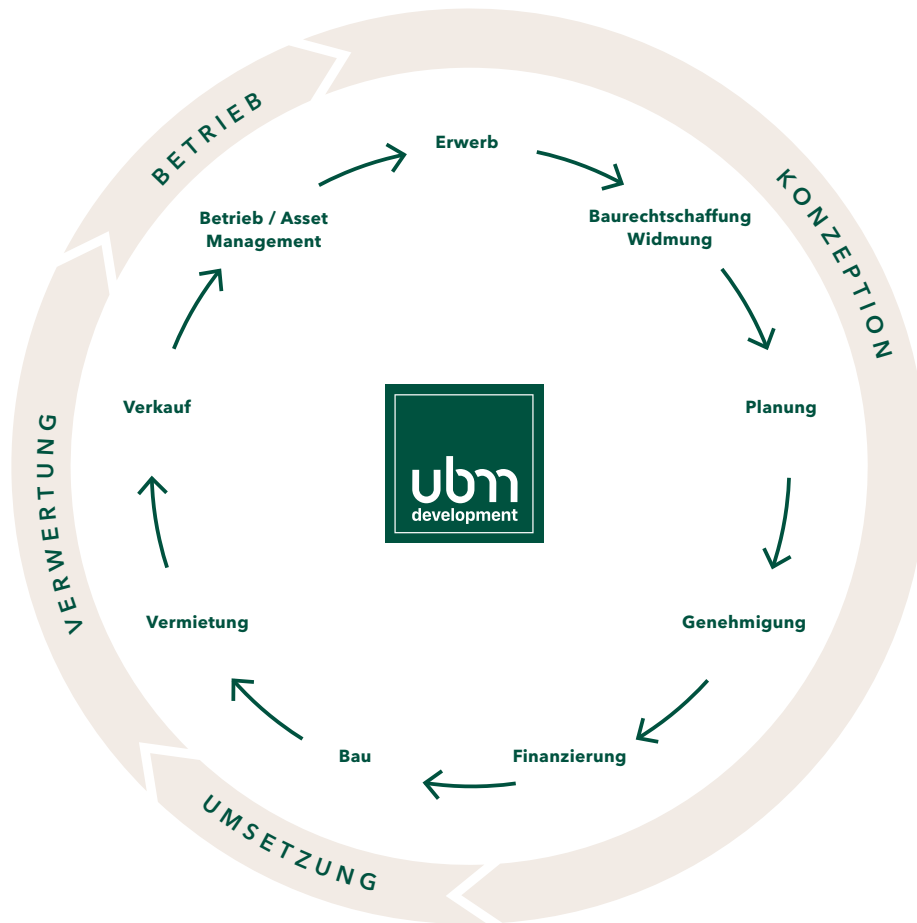 BETRIEB
KONZEPTION
Erwerb
Baurechtschaffung
Widmung
Betrieb / Asset
Management
Verkauf
Planung
ubm
development
VERWERTUNG
Vermietung
Genehmigung
Bau
Finanzierung
UMSETZUNG